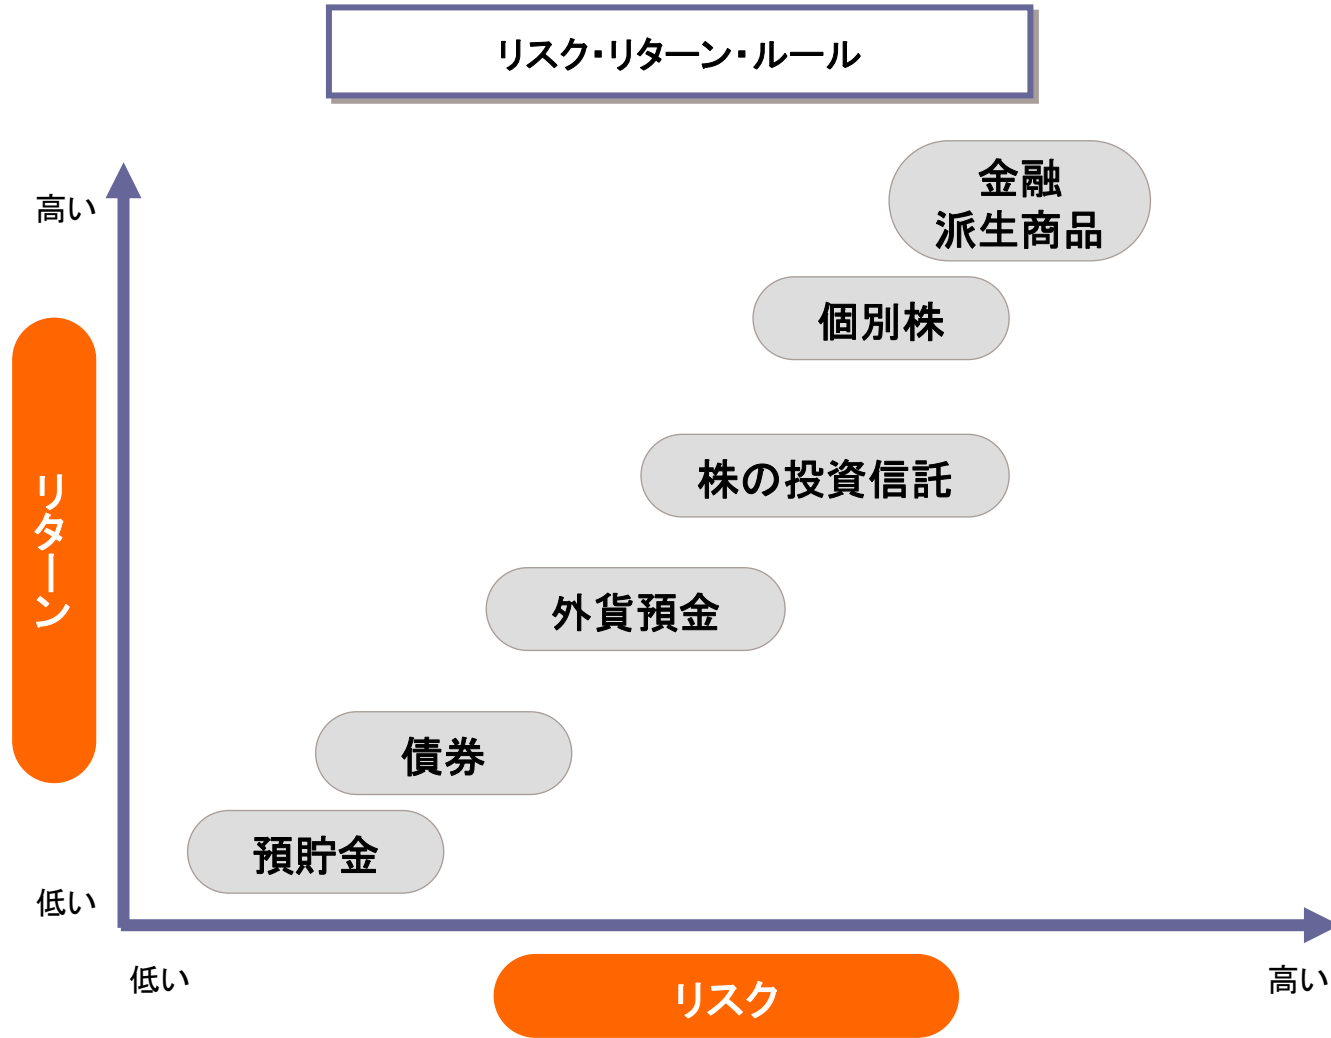 リスク・リターン・ルール
高い
金融
派生商品
個別株
リターン
株の投資信託
外貨預金
債券
預貯金
低い
低い
リスク
高い